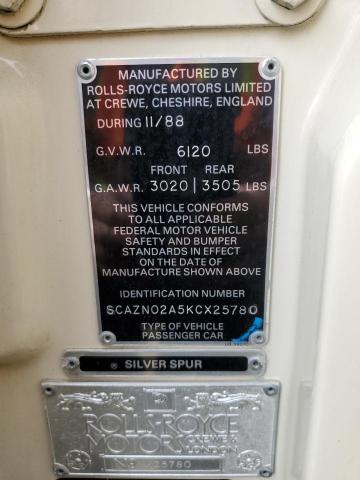 MANUFACTURED BY
ROLLS-ROYCE MOTORS LIMITED
AT CREWE, CHESHIRE, ENGLAND
DURING 11/88
G.V.W.R. 6120 LBS
FRONT REAR
G.A.W.R. 3020 | 3505 LBS
THIS VEHICLE CONFORMS
TO ALL APPLICABLE
FEDERAL MOTOR VEHICLE
SAFETY AND BUMPER
STANDARDS IN EFFECT
ON THE DATE OF
MANUFACTURE SHOWN ABOVE
IDENTIFICATION NUMBER
SCAZN02A5KCX25780
TYPE OF VEHICLE
PASSENGER CAR
® SILVER SPUR
ROLLS-ROYCE
MOTORS CREWE &
LONDON
25780